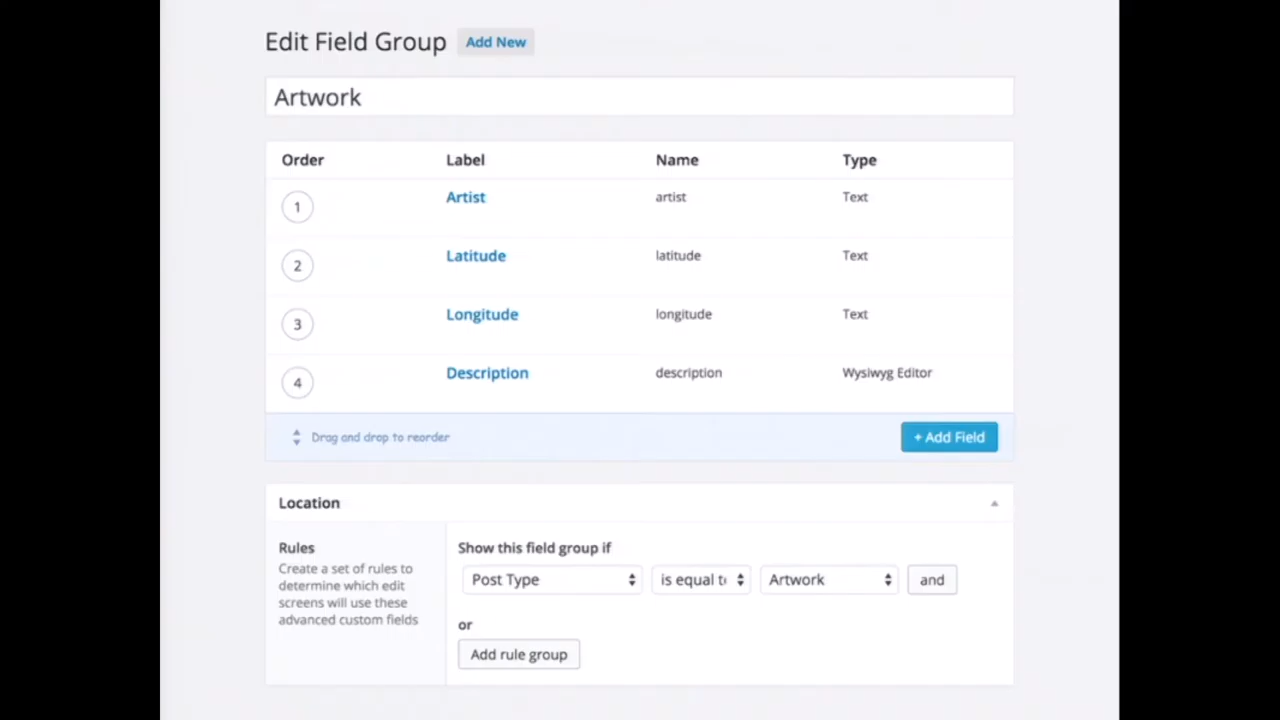 Edit Field Group Add New
Artwork
Order Label Name Type
1 Artist artist Text
2 Latitude latitude Text
3 Longitude longitude Text
4 Description description Wysiwyg Editor
Drag and drop to reorder + Add Field
Location
Rules
Create a set of rules to
determine which edit
screens will use these
advanced custom fields
Show this field group if
Post Type is equal to Artwork and
or
Add rule group